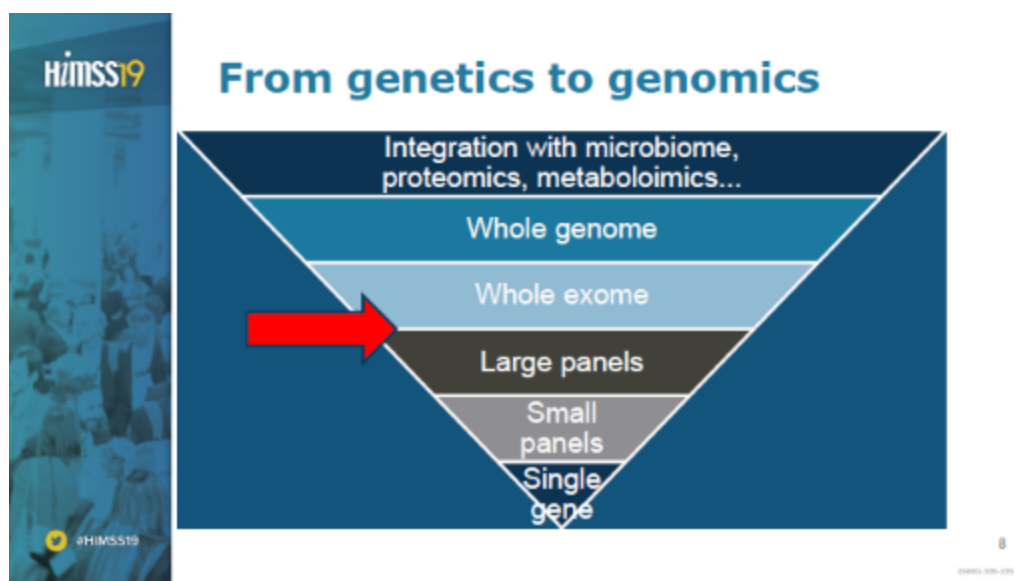 HiMSS19
From genetics to genomics
Integration with microbiome,
proteomics, metaboloimics...
Whole genome
Whole exome
Large panels
Small
panels
Single
gene
#HIMSS19
8